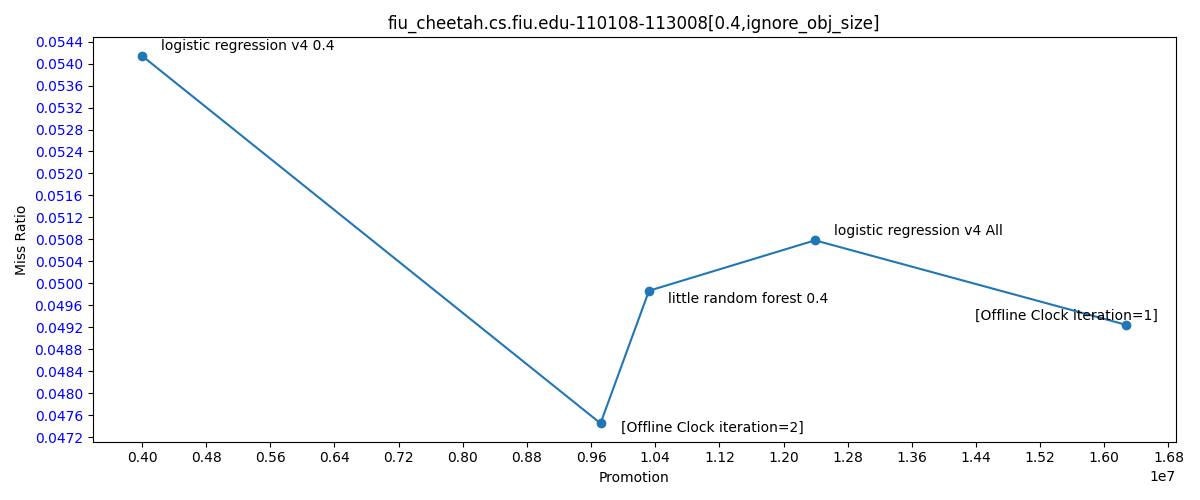 fiu_cheetah.cs.fiu.edu-110108-113008[0.4,ignore_obj_size]
Miss Ratio
0.0544
0.0540
0.0536
0.0532
0.0528
0.0524
0.0520
0.0516
0.0512
0.0508
0.0504
0.0500
0.0496
0.0492
0.0488
0.0484
0.0480
0.0476
0.0472
logistic regression v4 0.4
logistic regression v4 All
little random forest 0.4
[Offline Clock iteration=1]
[Offline Clock iteration=2]
0.40 0.48 0.56 0.64 0.72 0.80 0.88 0.96 1.04 1.12 1.20 1.28 1.36 1.44 1.52 1.60 1.68
1e7
Promotion